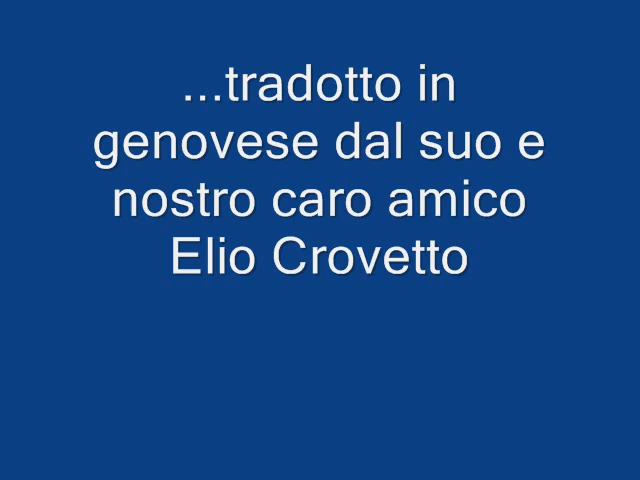 ...tradotto in
genovese dal suo e
nostro caro amico
Elio Crovetto